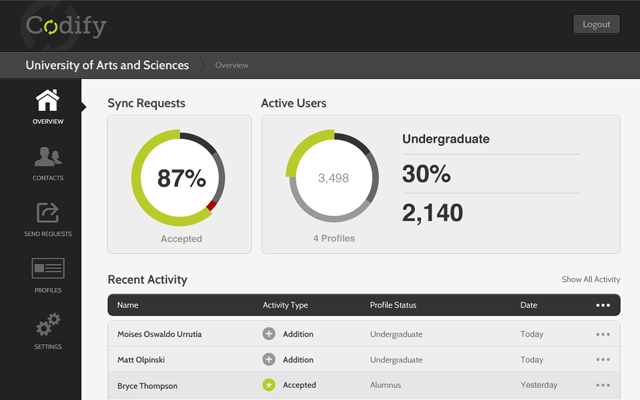 Codify
Logout
University of Arts and Sciences
Overview
OVERVIEW
CONTACTS
SEND REQUESTS
PROFILES
SETTINGS
Sync Requests
87%
Accepted
Active Users
3,498
4 Profiles
Undergraduate
30%
2,140
Recent Activity
Show All Activity
Name Activity Type Profile Status Date
Moises Oswaldo Urrutia Addition Undergraduate Today
Matt Olpinski Addition Undergraduate Today
Bryce Thompson Accepted Alumnus Yesterday